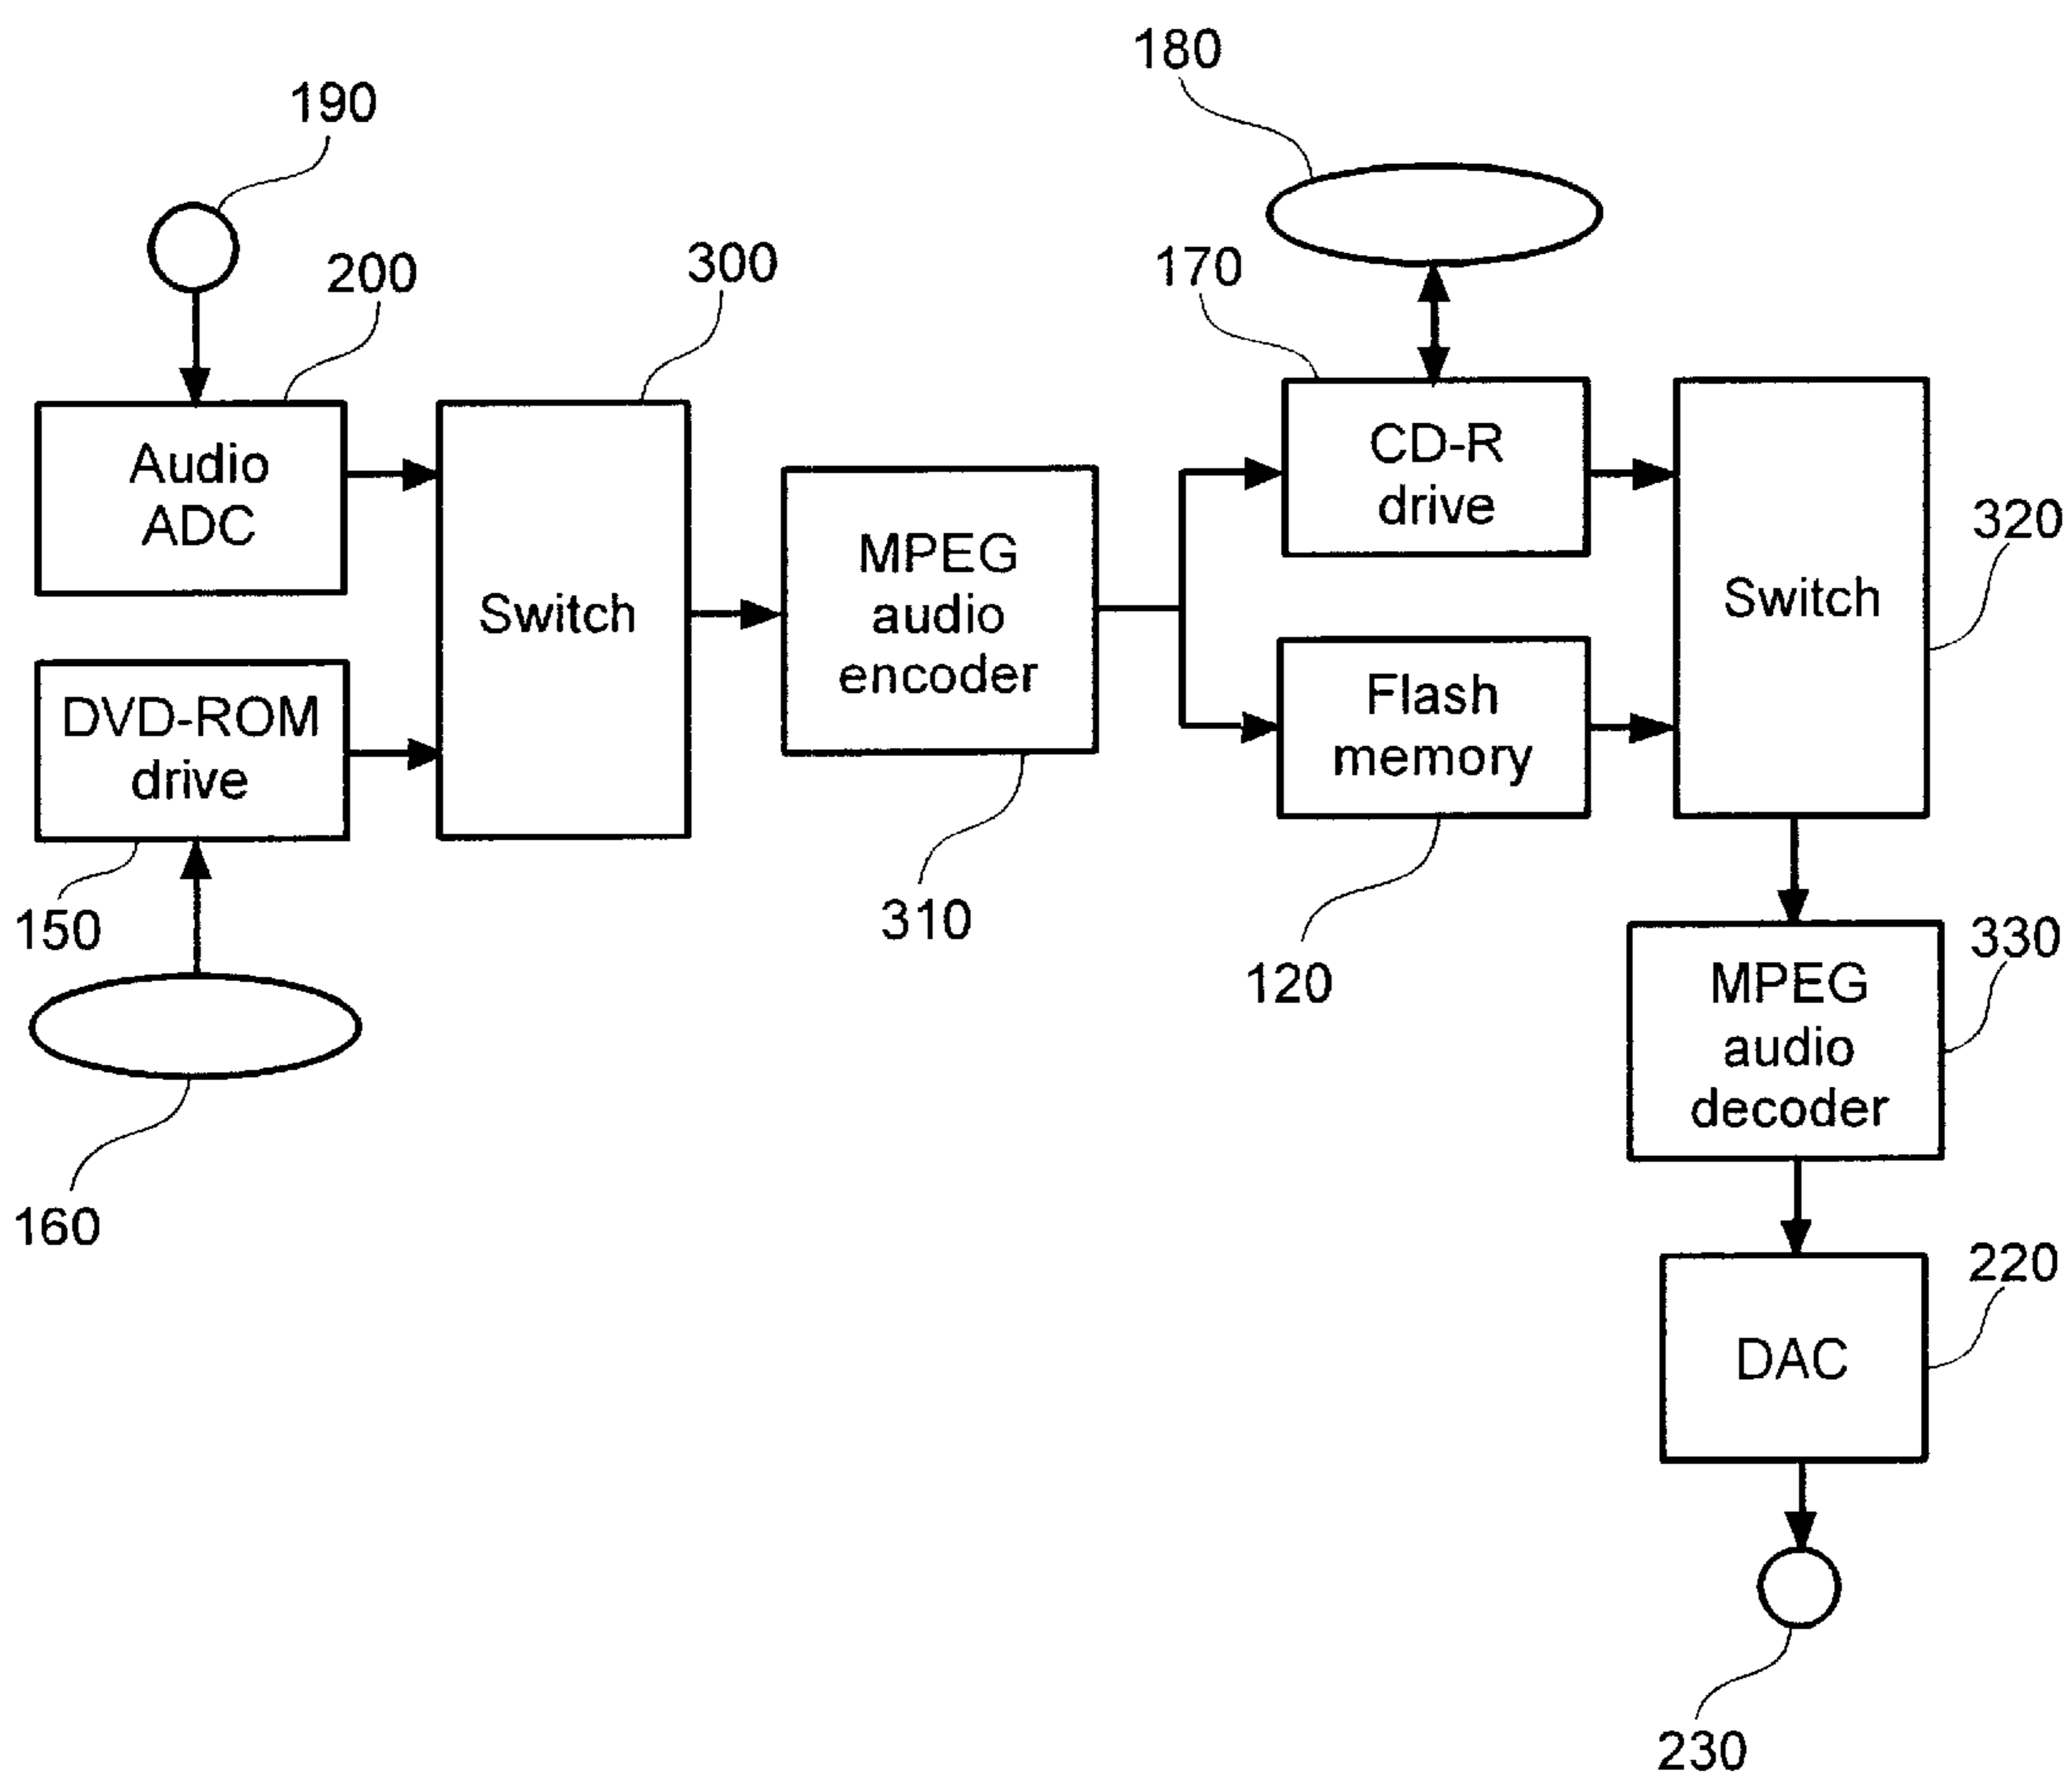 180
190
200
300
170
Audio
ADC
CD-R
drive
320
MPEG
audio
encoder
Switch
Switch
DVD-ROM
drive
Flash
memory
150
310
120
330
MPEG
audio
decoder
160
220
DAC
230